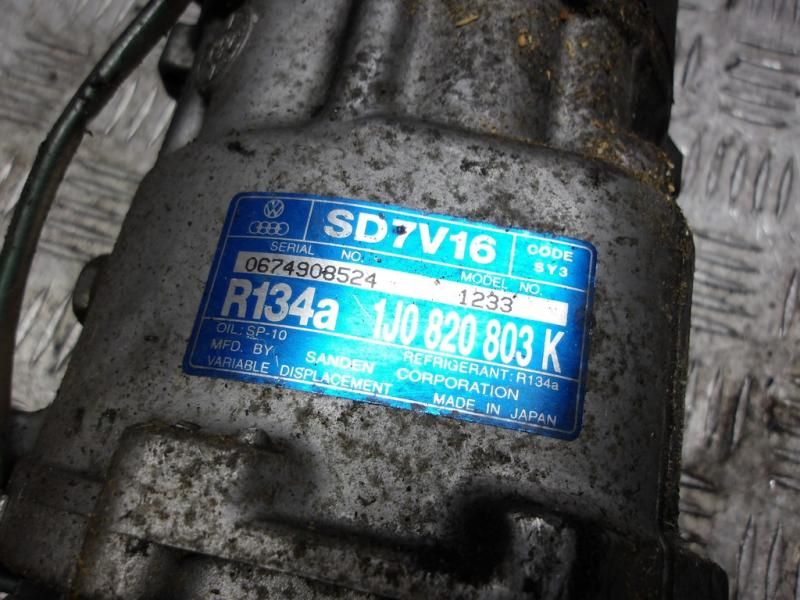 SD7V16 CODE SY3
SERIAL NO. MODEL NO.
0674908524 1233
R134a 1J0 820 803 K
OIL: SP-10 REFRIGERANT: R134a
MFD. BY SANDEN CORPORATION
VARIABLE DISPLACEMENT MADE IN JAPAN